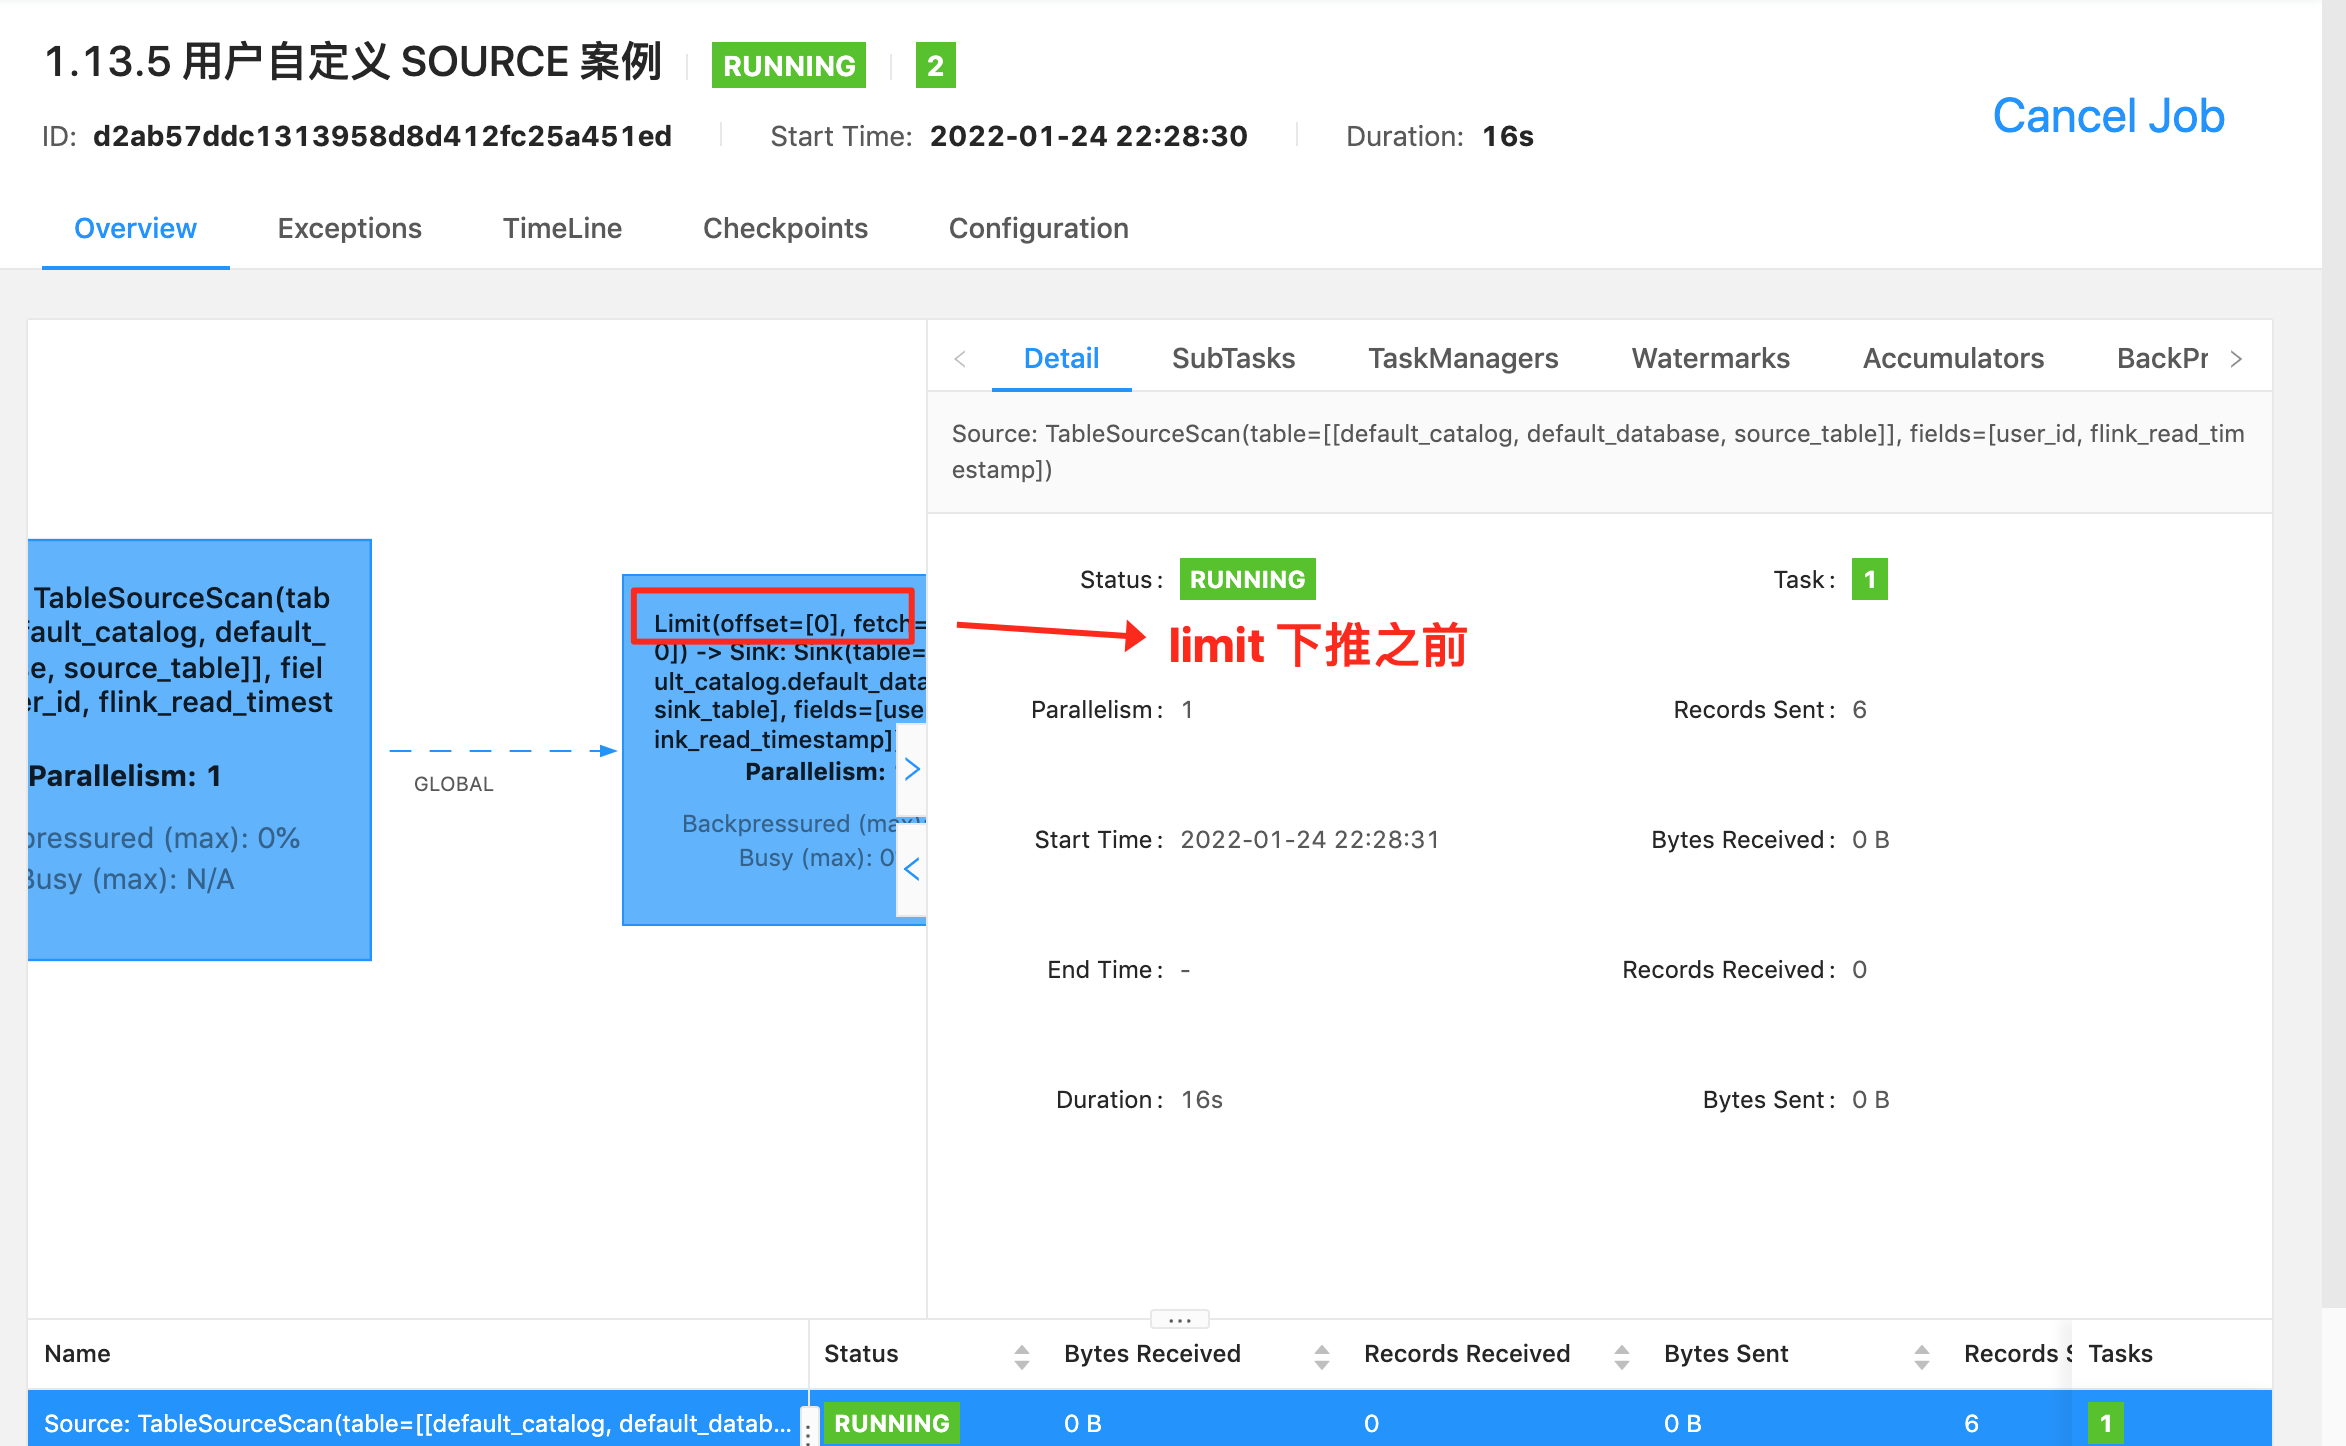 1.13.5 用户自定义 SOURCE 案例
RUNNING
2
ID: d2ab57ddc1313958d8d412fc25a451ed
Start Time: 2022-01-24 22:28:30
Duration: 16s
Cancel Job
Overview
Exceptions
TimeLine
Checkpoints
Configuration
TableSourceScan(tab
fault_catalog, default_
e, source_table]], fiel
er_id, flink_read_timest
Parallelism: 1
pressured (max): 0%
Busy (max): N/A
GLOBAL
Limit(offset=[0], fetch=
0]) -> Sink: Sink(table=
ult_catalog.default_data
sink_table], fields=[use
ink_read_timestamp]
Parallelism:
Backpressured (max)
Busy (max): 0
Detail
SubTasks
TaskManagers
Watermarks
Accumulators
BackPr
Source: TableSourceScan(table=[[default_catalog, default_database, source_table]], fields=[user_id, flink_read_tim
estamp])
Status: RUNNING
Task: 1
limit 下推之前
Parallelism: 1
Records Sent: 6
Start Time: 2022-01-24 22:28:31
Bytes Received: 0 B
End Time: -
Records Received: 0
Duration: 16s
Bytes Sent: 0 B
...
Name
Status
Bytes Received
Records Received
Bytes Sent
Records S
Tasks
Source: TableSourceScan(table=[[default_catalog, default_datab...
RUNNING
0 B
0
0 B
6
1